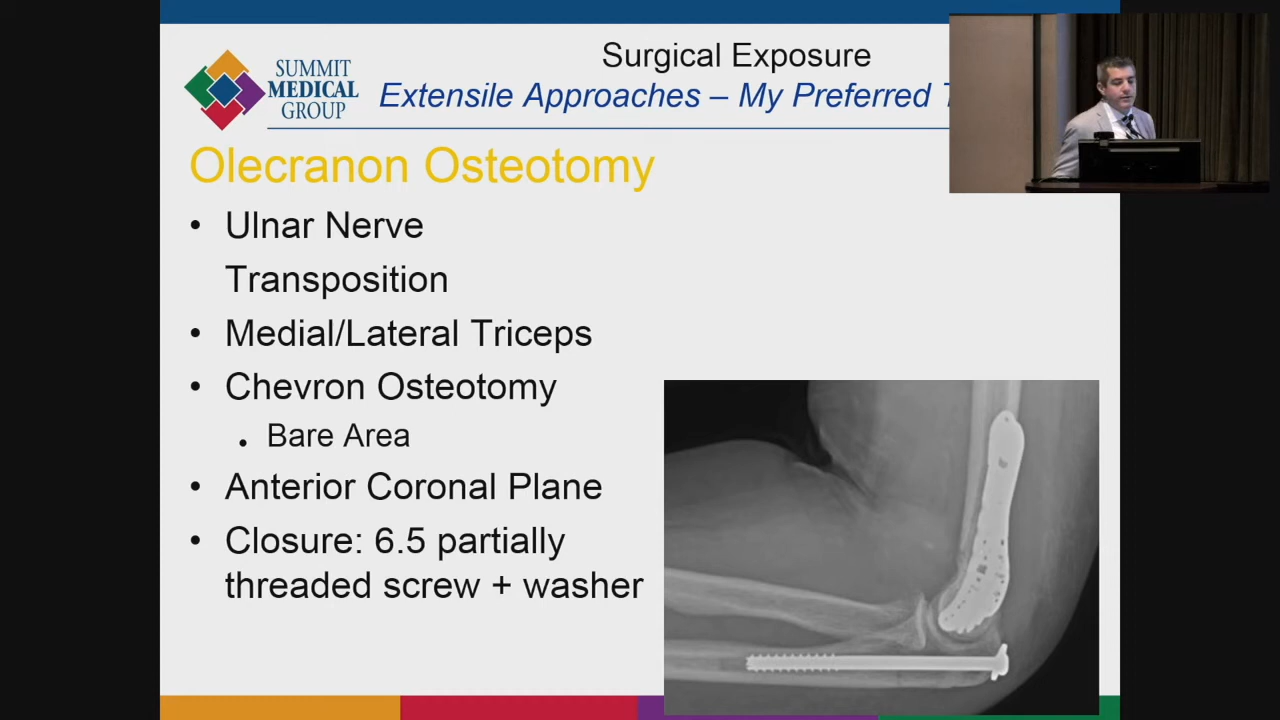 Surgical Exposure
SUMMIT
MEDICAL
GROUP
Extensile Approaches – My Preferred
Olecranon Osteotomy
• Ulnar Nerve
Transposition
• Medial/Lateral Triceps
• Chevron Osteotomy
• Bare Area
• Anterior Coronal Plane
• Closure: 6.5 partially
threaded screw + washer